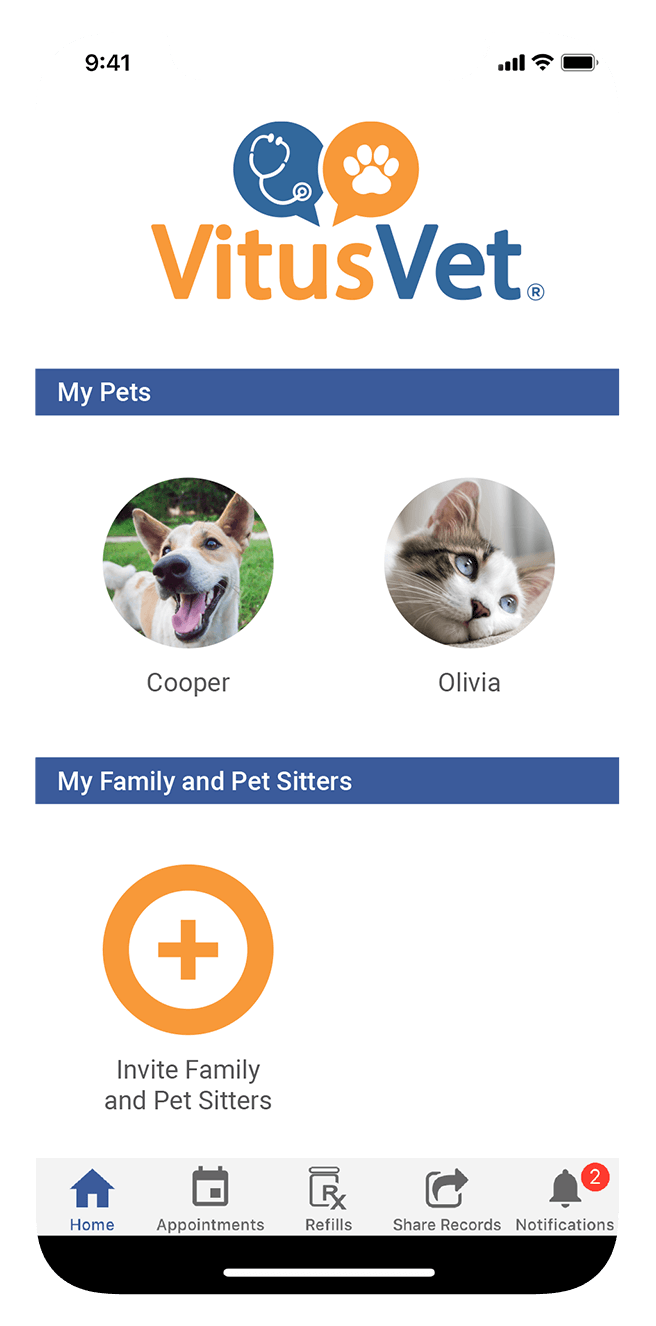 9:41
VitusVet®
My Pets
Cooper
Olivia
My Family and Pet Sitters
Invite Family
and Pet Sitters
2
Home
Appointments
Rx
Refills
Share Records
Notifications